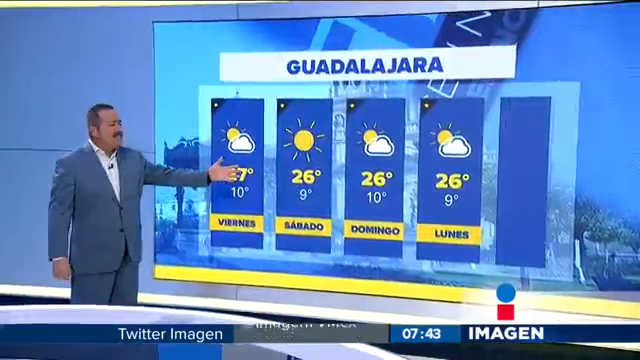 GUADALAJARA
26° 26° 26°
10° 9° 10° 9°
VIERNES SÁBADO DOMINGO LUNES
Twitter Imagen 07:43 IMAGEN